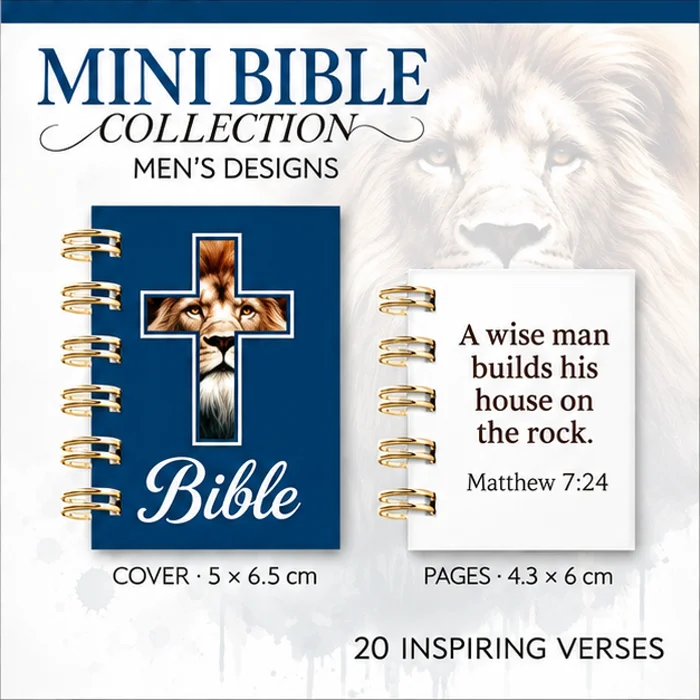 MINI BIBLE
COLLECTION
MEN’S DESIGNS
Bible
A wise man
builds his
house on
the rock.
Matthew 7:24
COVER · 5 × 6.5 cm
PAGES · 4.3 × 6 cm
20 INSPIRING VERSES